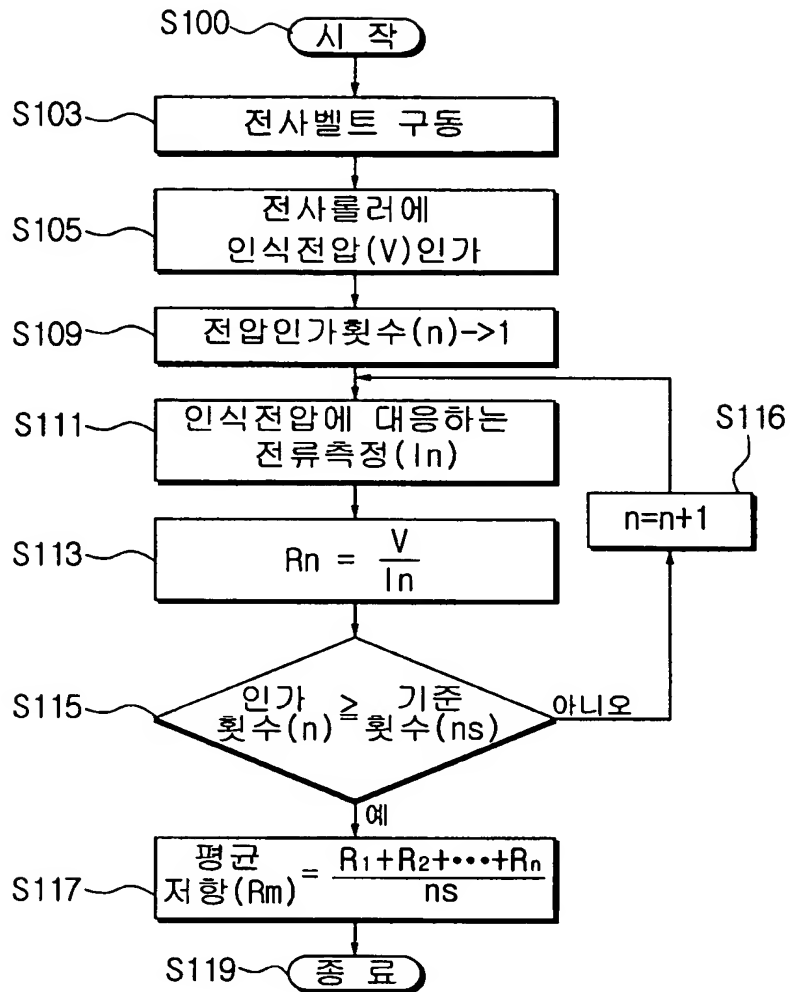 S100
시 작
S103
전사벨트 구동
S105
전사롤러에
인식전압(V)인가
S109
전압인가횟수(n)->1
S111
인식전압에 대응하는
전류측정(In)
S116
n=n+1
S113
Rn = V/In
S115
인가 횟수(n) ≧ 기준 횟수(ns)
아니오
예
S117
평균 저항(Rm) = R1+R2+•••+Rn/ns
S119
종 료